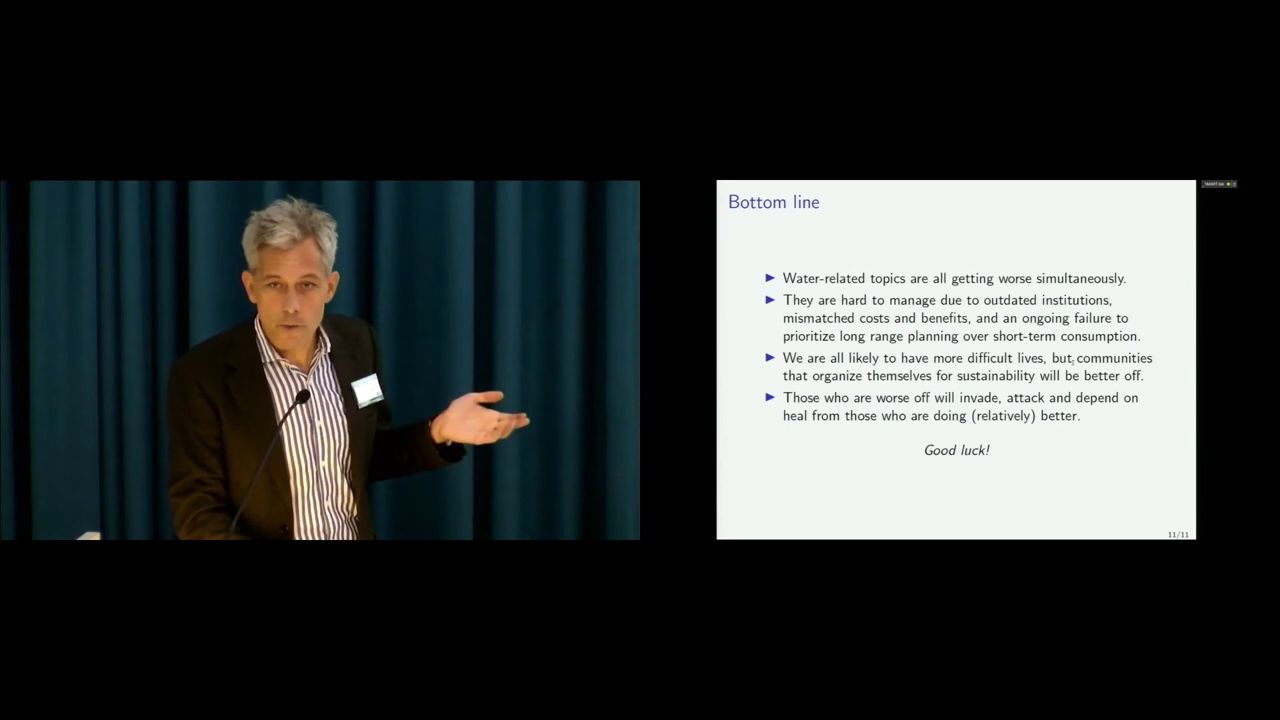 Bottom line
► Water-related topics are all getting worse simultaneously.
► They are hard to manage due to outdated institutions,
mismatched costs and benefits, and an ongoing failure to
prioritize long range planning over short-term consumption.
► We are all likely to have more difficult lives, but communities
that organize themselves for sustainability will be better off.
► Those who are worse off will invade, attack and depend on
heal from those who are doing (relatively) better.
Good luck!
11/11